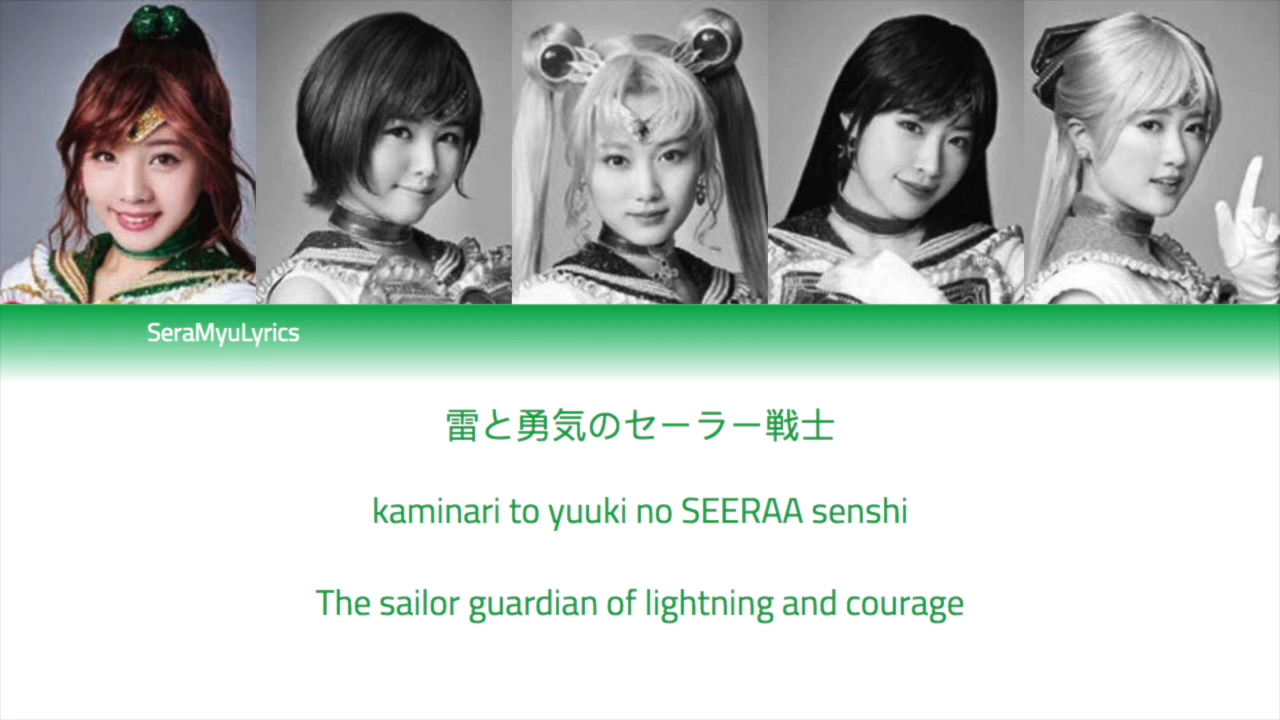 SeraMyuLyrics
雷と勇気のセーラー戦士
kaminari to yuuki no SEERAA senshi
The sailor guardian of lightning and courage